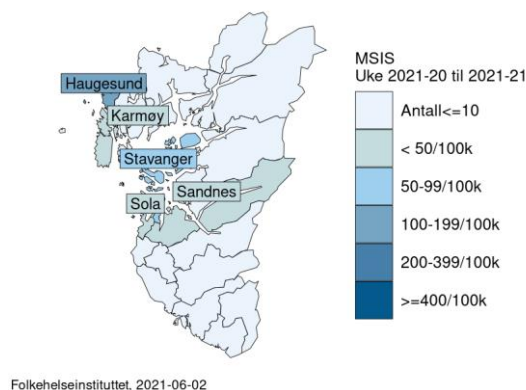 MSIS
Uke 2021-20 til 2021-21
Haugesund
Karmøy
Stavanger
Sandnes
Sola
Antall<=10
< 50/100k
50-99/100k
100-199/100k
200-399/100k
>=400/100k
Folkehelseinstituttet, 2021-06-02